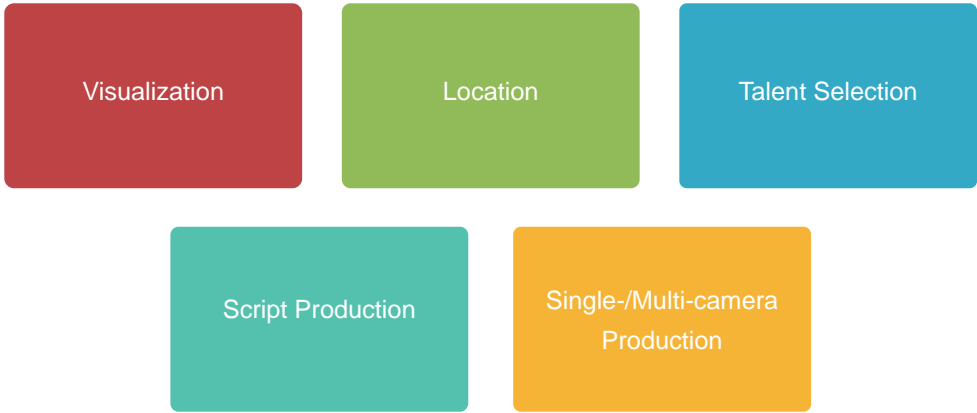 Visualization
Location
Talent Selection
Script Production
Single-/Multi-camera
Production